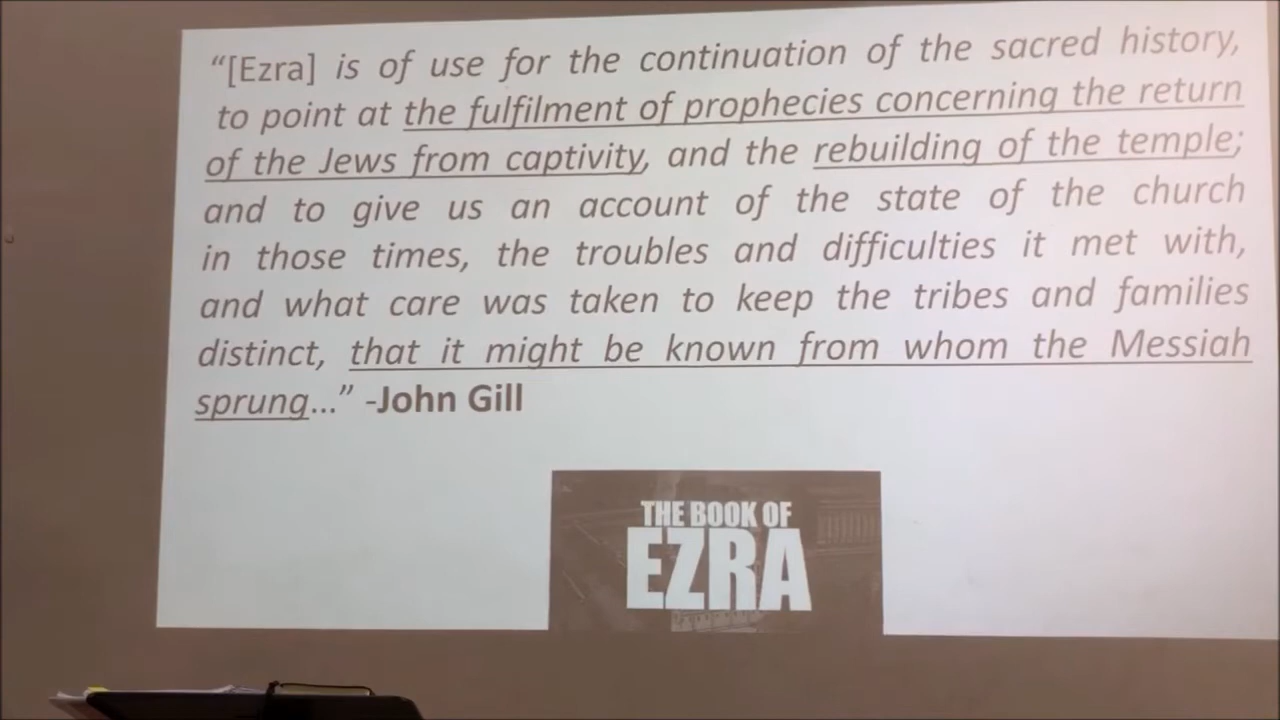 “[Ezra] is of use for the continuation of the sacred history,
to point at the fulfilment of prophecies concerning the return
of the Jews from captivity, and the rebuilding of the temple;
and to give us an account of the state of the church
in those times, the troubles and difficulties it met with,
and what care was taken to keep the tribes and families
distinct, that it might be known from whom the Messiah
sprung…” -John Gill
THE BOOK OF
EZRA